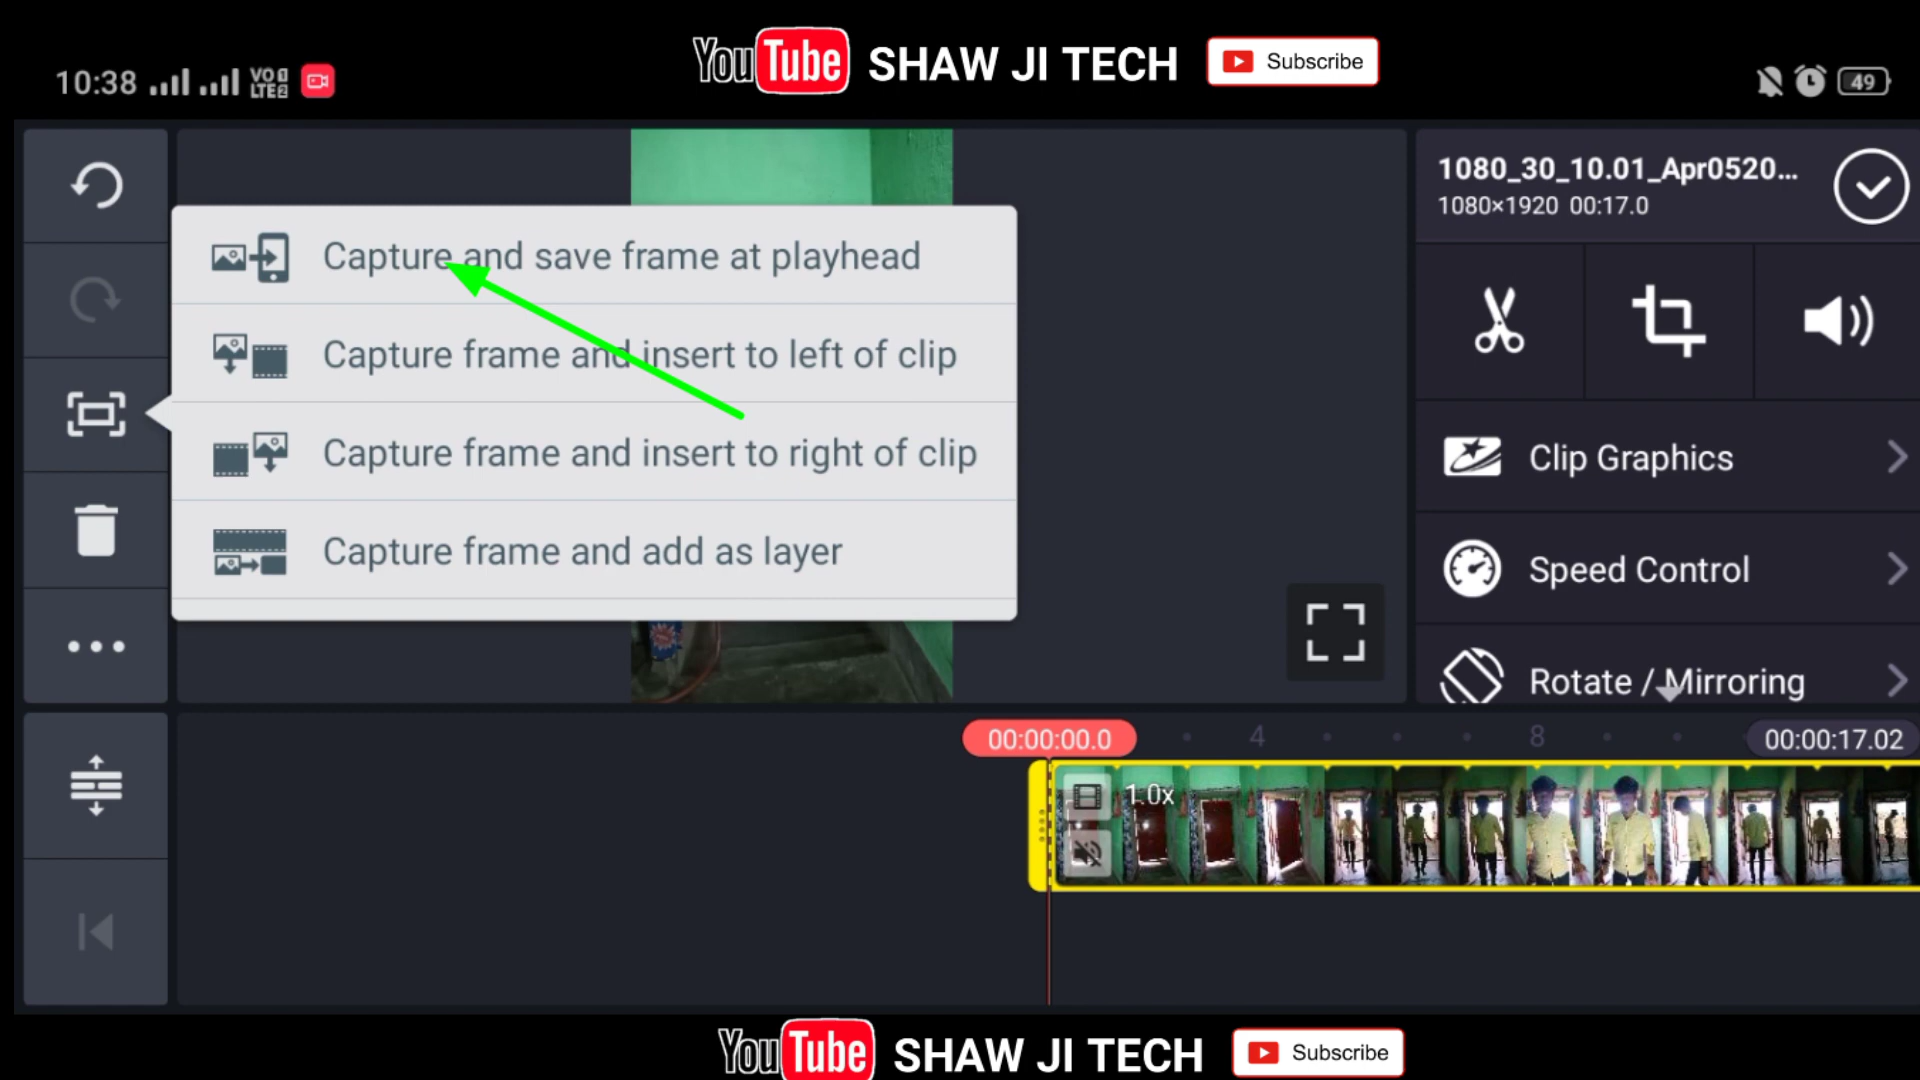 YouTube SHAW JI TECH Subscribe
10:38 VO LTE2 49
1080_30_10.01_Apr0520...
1080×1920 00:17.0
Capture and save frame at playhead
Capture frame and insert to left of clip
Capture frame and insert to right of clip
Capture frame and add as layer
Clip Graphics
Speed Control
Rotate / Mirroring
00:00:00.0 4 8 00:00:17.02
1.0x
YouTube SHAW JI TECH Subscribe